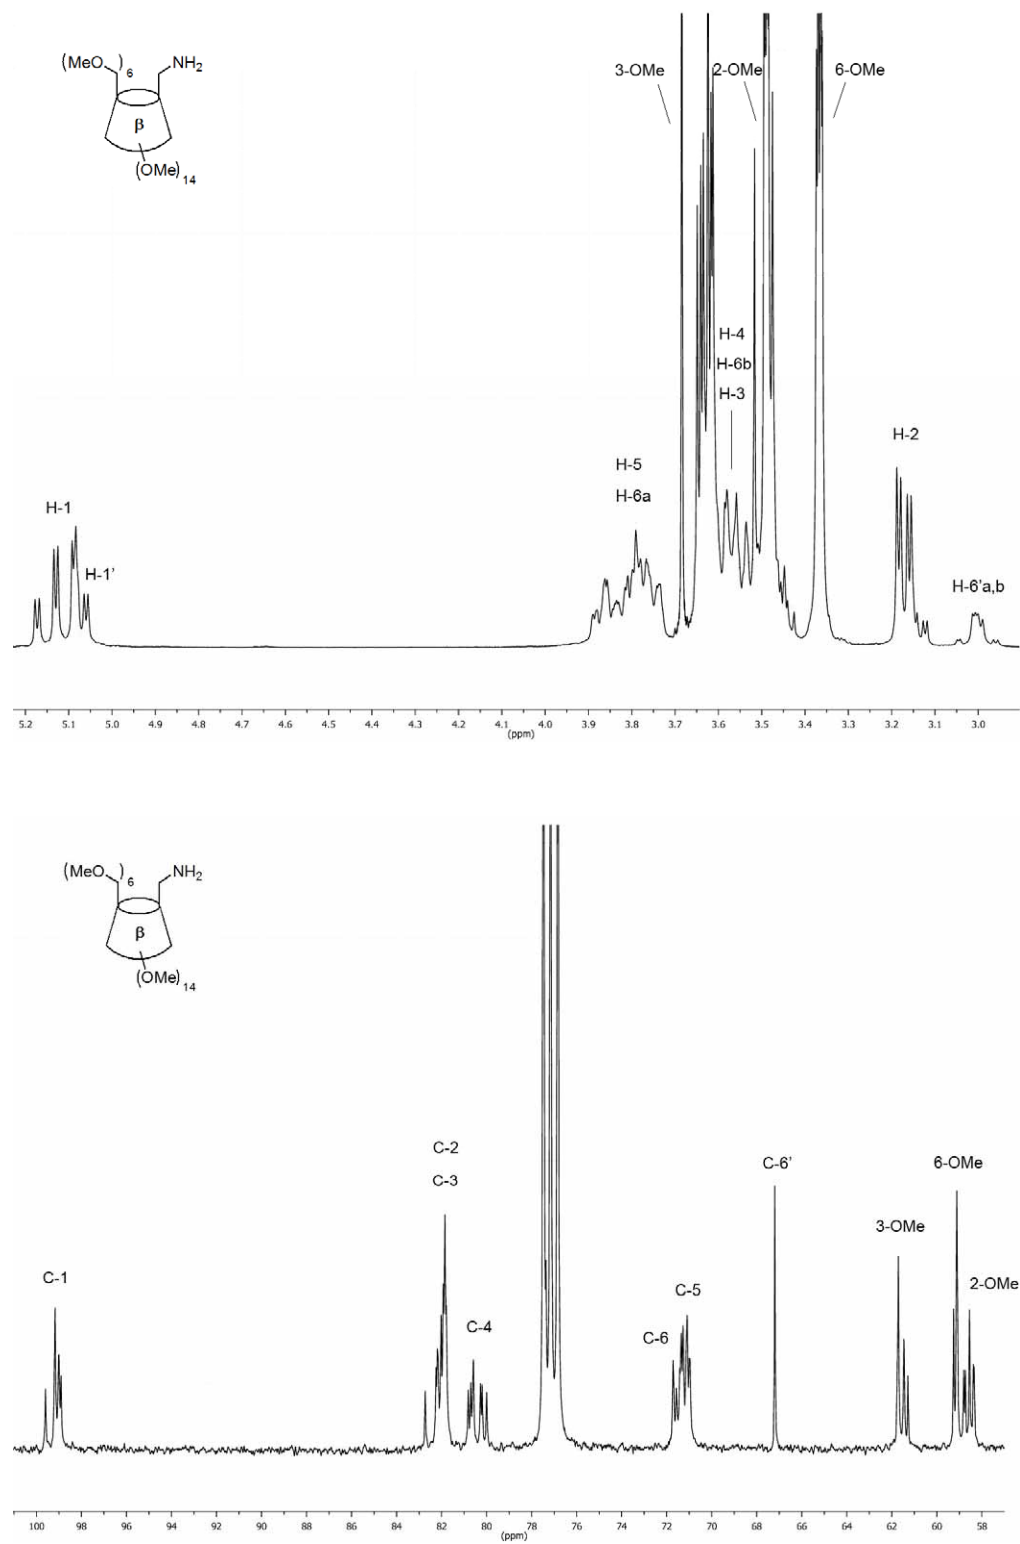 (MeO )6 NH2
β
(OMe)14
3-OMe 2-OMe 6-OMe
H-4
H-6b
H-3
H-2
H-5
H-6a
H-1
H-1'
H-6'a,b
5.2 5.1 5.0 4.9 4.8 4.7 4.6 4.5 4.4 4.3 4.2 4.1 4.0 3.9 3.8 3.7 3.6 3.5 3.4 3.3 3.2 3.1 3.0
(ppm)
(MeO )6 NH2
β
(OMe)14
C-2
C-3
C-6'
6-OMe
3-OMe
C-1
2-OMe
C-5
C-4
C-6
100 98 96 94 92 90 88 86 84 82 80 78 76 74 72 70 68 66 64 62 60 58
(ppm)